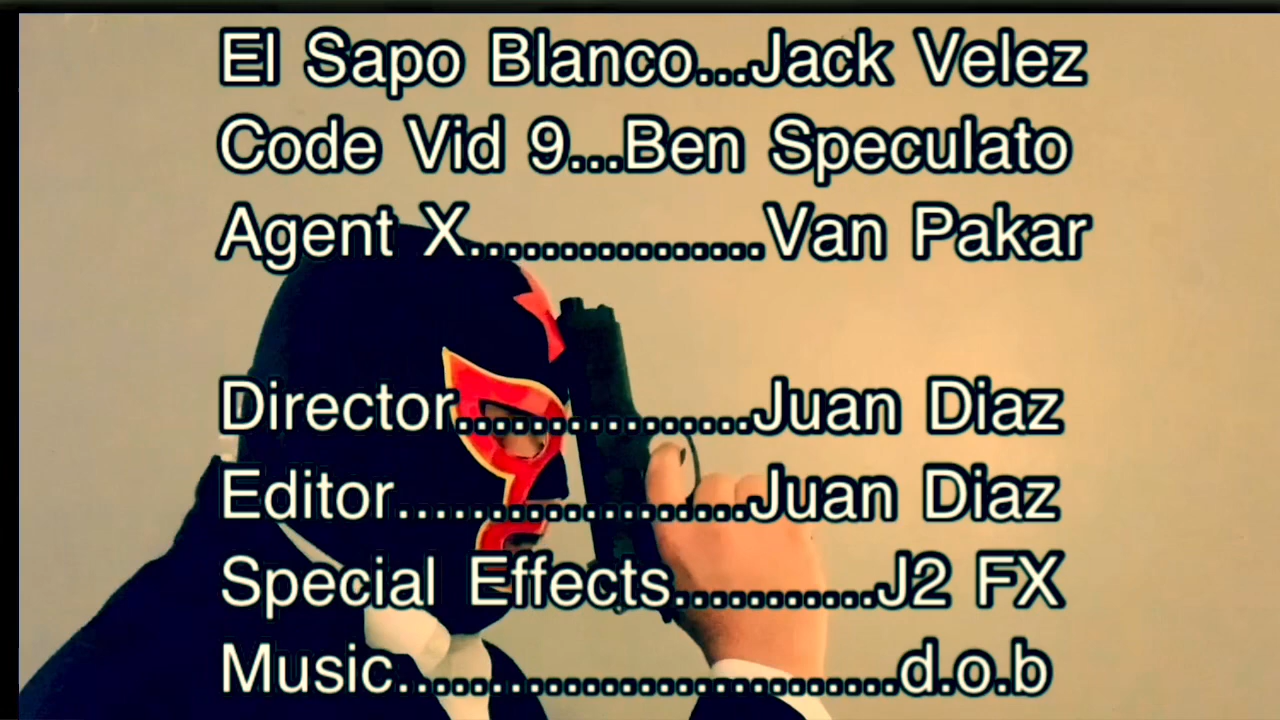 El Sapo Blanco...Jack Velez
Code Vid 9...Ben Speculato
Agent X................Van Pakar
Director................Juan Diaz
Editor...................Juan Diaz
Special Effects...........J2 FX
Music...........................d.o.b